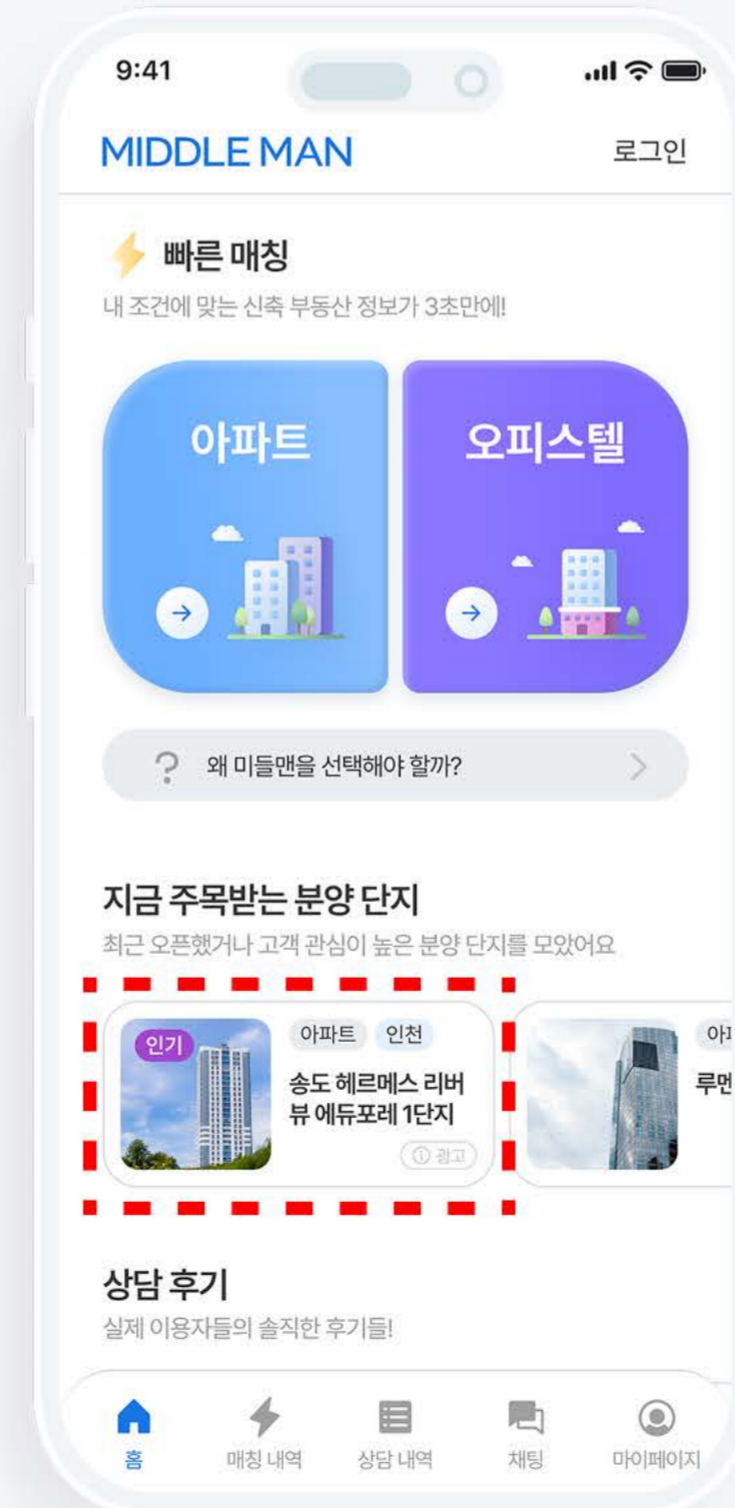 9:41
MIDDLE MAN
로그인
빠른 매칭
내 조건에 맞는 신축 부동산 정보가 3초만에!
아파트
오피스텔
? 왜 미들맨을 선택해야 할까?
지금 주목받는 분양 단지
최근 오픈했거나 고객 관심이 높은 분양 단지를 모았어요
인기
아파트 인천
송도 헤르메스 리버
뷰 에듀포레 1단지
광고
루멘
상담 후기
실제 이용자들의 솔직한 후기들!
홈
매칭 내역
상담 내역
채팅
마이페이지